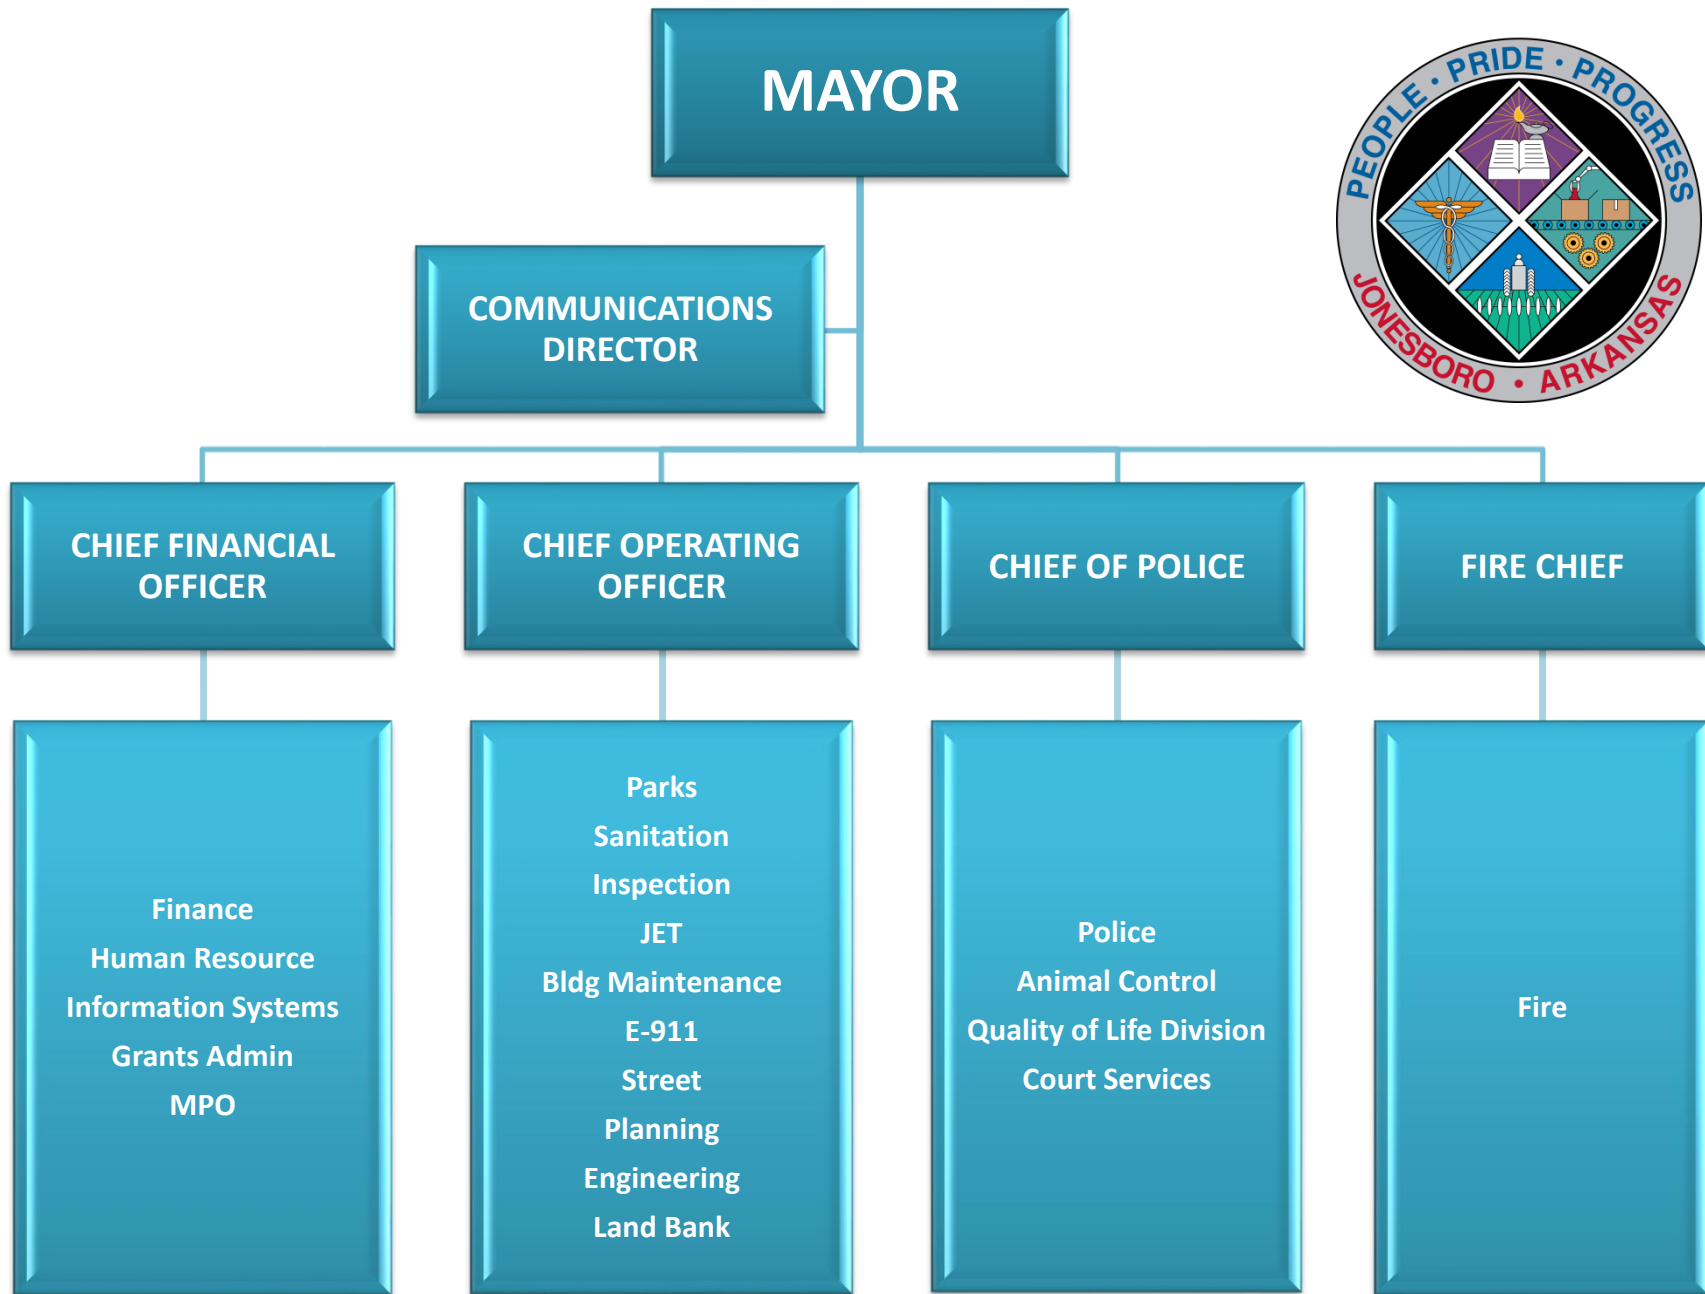 MAYOR
PEOPLE • PRIDE • PROGRESS
JONESBORO • ARKANSAS
COMMUNICATIONS
DIRECTOR
CHIEF FINANCIAL
OFFICER
CHIEF OPERATING
OFFICER
CHIEF OF POLICE
FIRE CHIEF
Finance
Human Resource
Information Systems
Grants Admin
MPO
Parks
Sanitation
Inspection
JET
Bldg Maintenance
E-911
Street
Planning
Engineering
Land Bank
Police
Animal Control
Quality of Life Division
Court Services
Fire